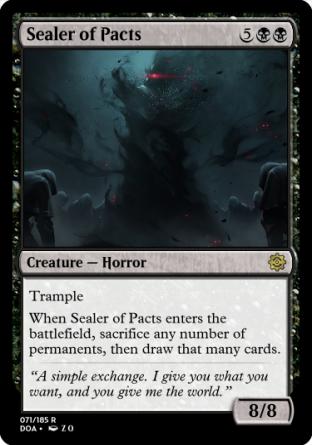 Sealer of Pacts 5
Creature — Horror
Trample
When Sealer of Pacts enters the
battlefield, sacrifice any number of
permanents, then draw that many cards.
“A simple exchange. I give you what you
want, and you give me the world.”
8/8
071/185 R
DOA • ZO